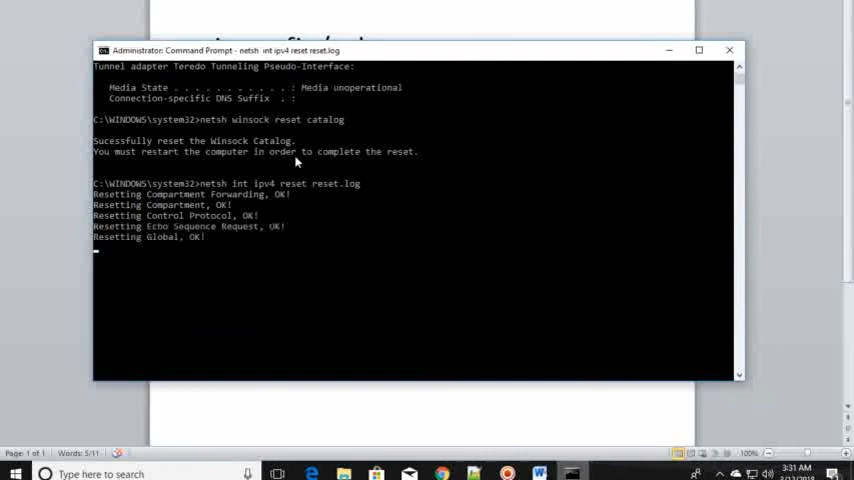 Administrator: Command Prompt - netsh int ipv4 reset reset.log
Tunnel adapter Teredo Tunneling Pseudo-Interface:
Media State . . . . . . . . . . . : Media unoperational
Connection-specific DNS Suffix  . :
C:\WINDOWS\system32>netsh winsock reset catalog
Sucessfully reset the Winsock Catalog.
You must restart the computer in order to complete the reset.
C:\WINDOWS\system32>netsh int ipv4 reset reset.log
Resetting Compartment Forwarding, OK!
Resetting Compartment, OK!
Resetting Control Protocol, OK!
Resetting Echo Sequence Request, OK!
Resetting Global, OK!
Page: 1 of 1 Words: 5/11 100%
Type here to search 3:31 AM